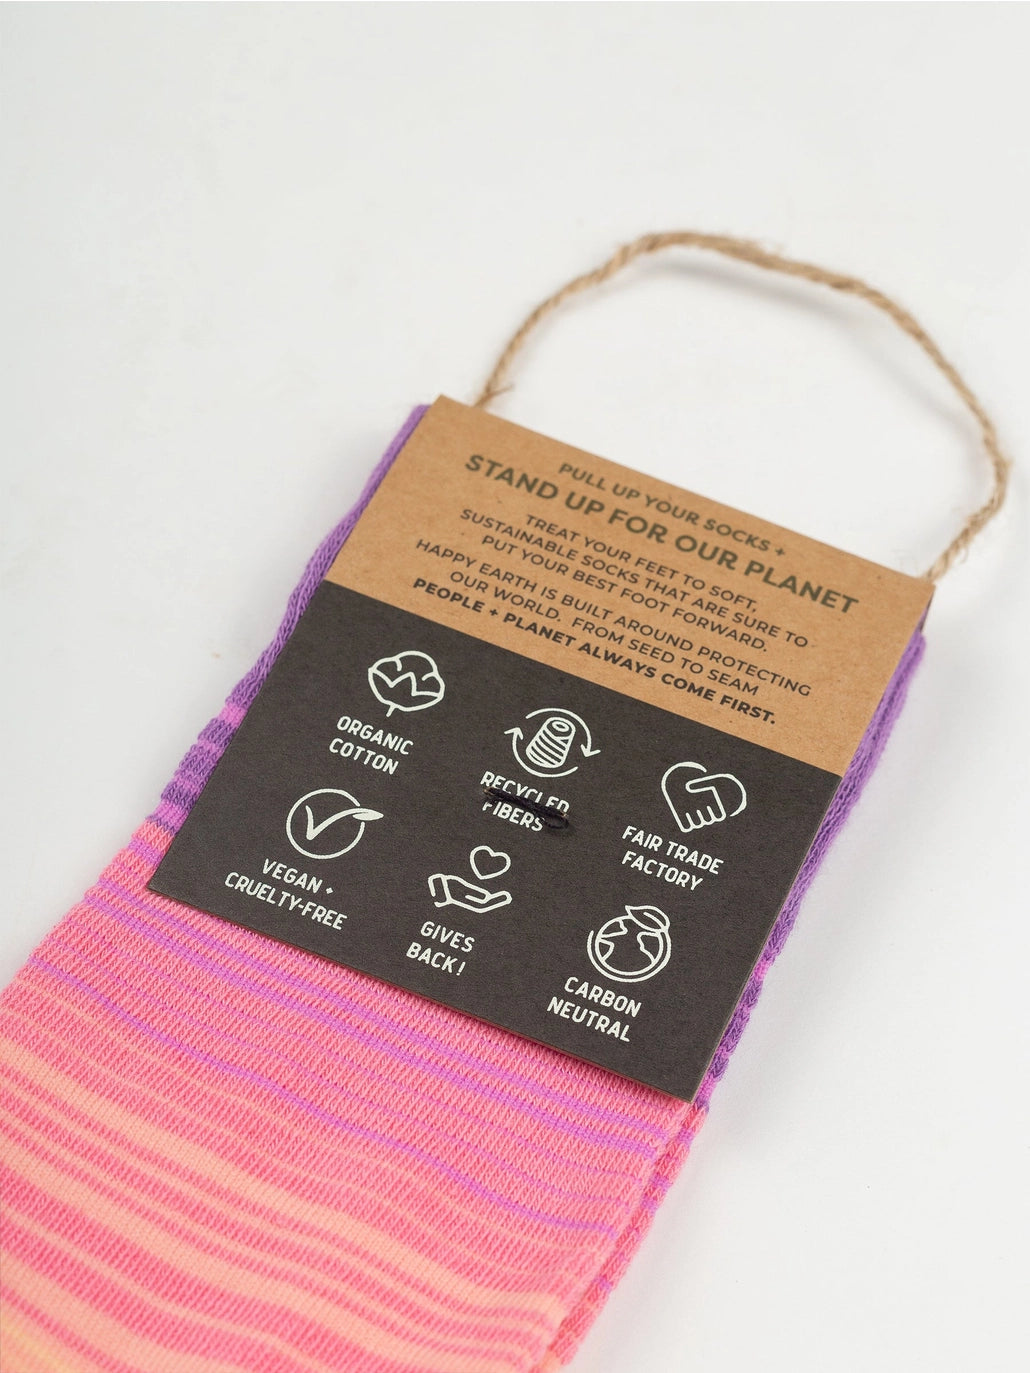 PULL UP YOUR SOCKS +
STAND UP FOR OUR PLANET
TREAT YOUR FEET TO SOFT,
SUSTAINABLE SOCKS THAT ARE SURE TO
PUT YOUR BEST FOOT FORWARD.
HAPPY EARTH IS BUILT AROUND PROTECTING
OUR WORLD. FROM SEED TO SEAM
PEOPLE + PLANET ALWAYS COME FIRST.
ORGANIC
COTTON
RECYCLED
FIBERS
FAIR TRADE
FACTORY
VEGAN +
CRUELTY-FREE
GIVES
BACK!
CARBON
NEUTRAL